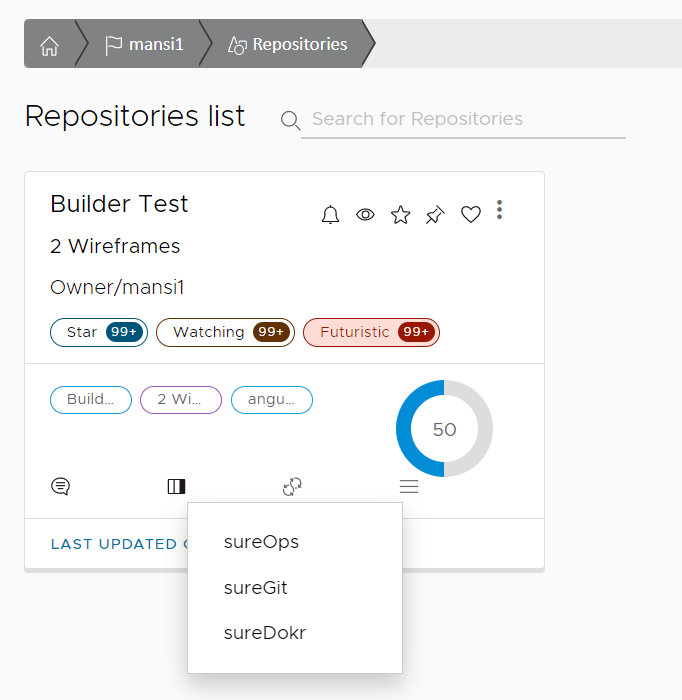 mansi1 Repositories
Repositories list
Search for Repositories
Builder Test
2 Wireframes
Owner/mansi1
Star 99+ Watching 99+ Futuristic 99+
Build... 2 Wi... angu...
50
LAST UPDATED
sureOps
sureGit
sureDokr